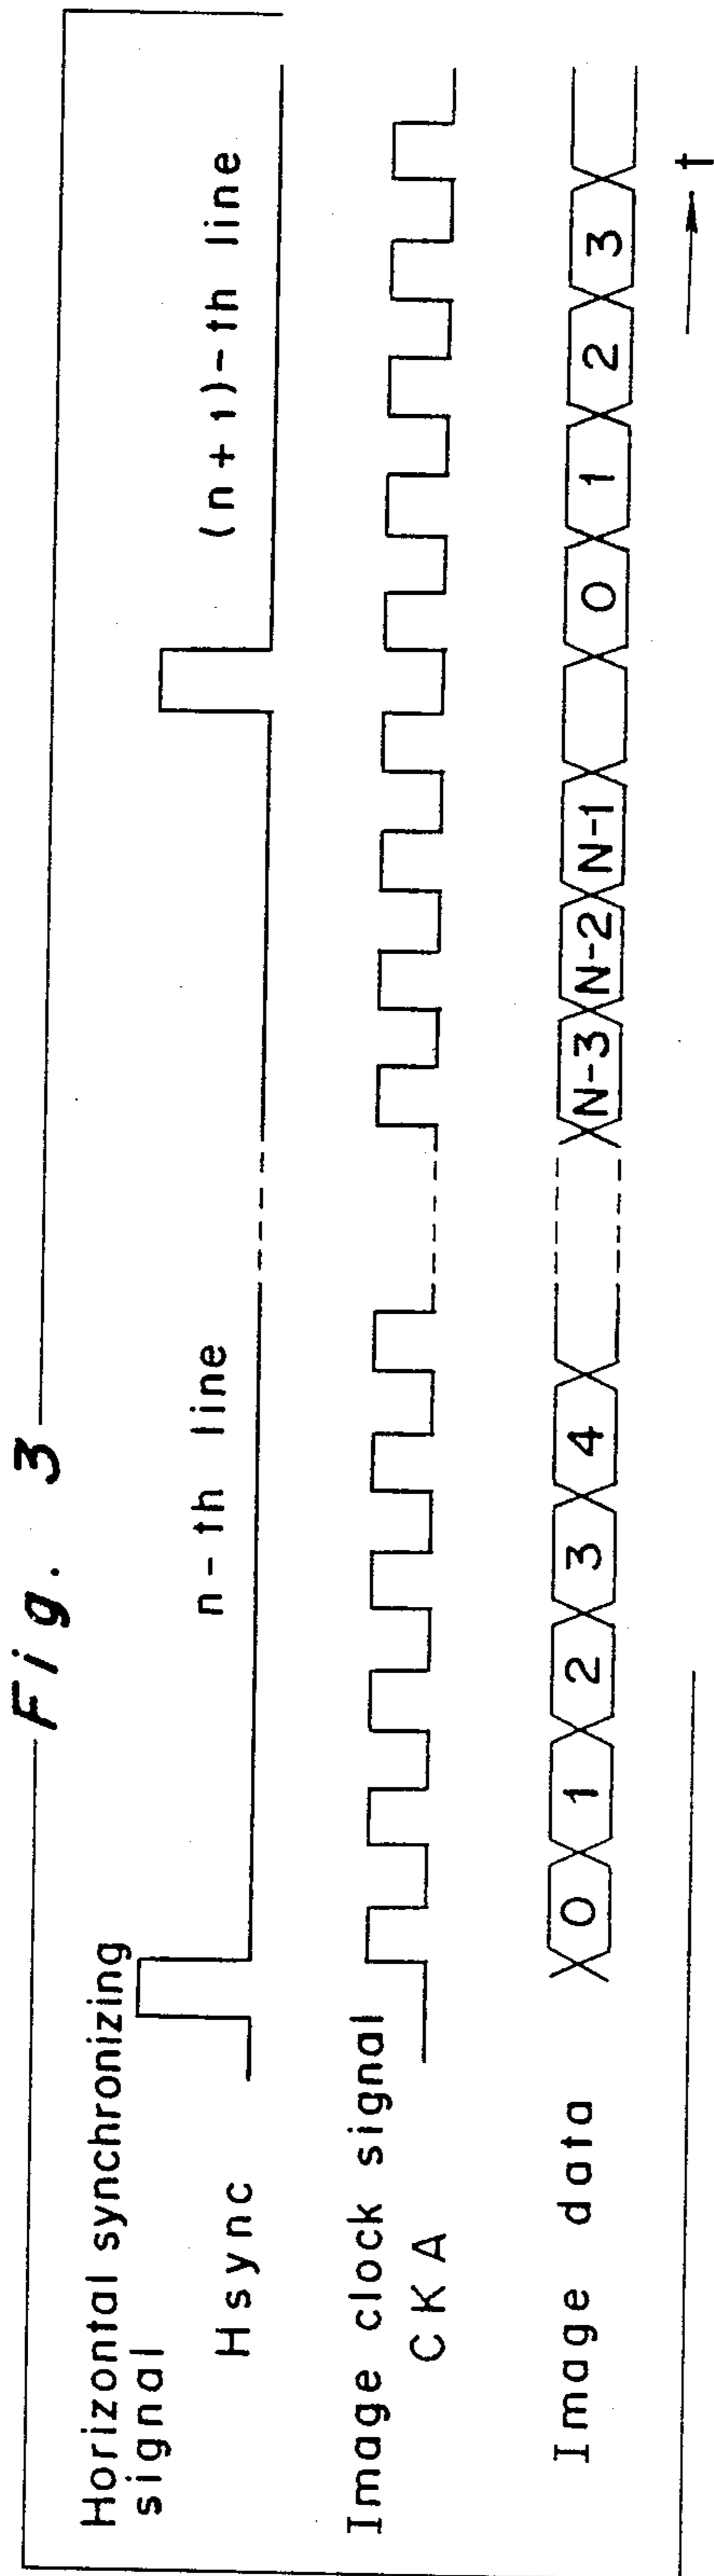 Fig. 3
Horizontal synchronizing
signal
Hsync
n-th line
(n+1)-th line
Image clock signal
CKA
Image data
0 1 2 3 4 N-3 N-2 N-1 0 1 2 3
t